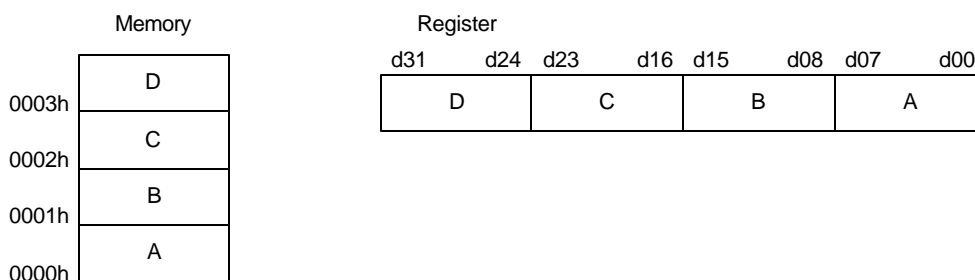 Memory Register
d31 d24 d23 d16 d15 d08 d07 d00
D
0003h
D C B A
C
0002h
B
0001h
A
0000h